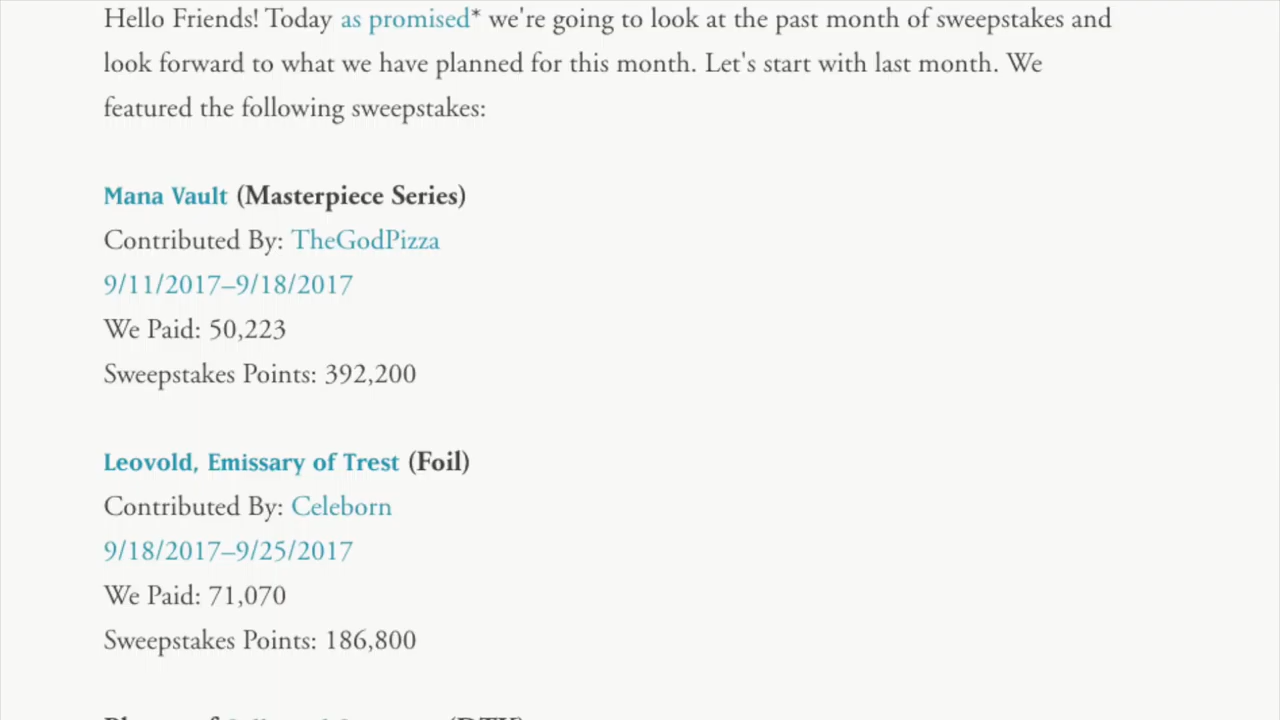 Hello Friends! Today as promised* we're going to look at the past month of sweepstakes and
look forward to what we have planned for this month. Let's start with last month. We
featured the following sweepstakes:
Mana Vault (Masterpiece Series)
Contributed By: TheGodPizza
9/11/2017–9/18/2017
We Paid: 50,223
Sweepstakes Points: 392,200
Leovold, Emissary of Trest (Foil)
Contributed By: Celeborn
9/18/2017–9/25/2017
We Paid: 71,070
Sweepstakes Points: 186,800